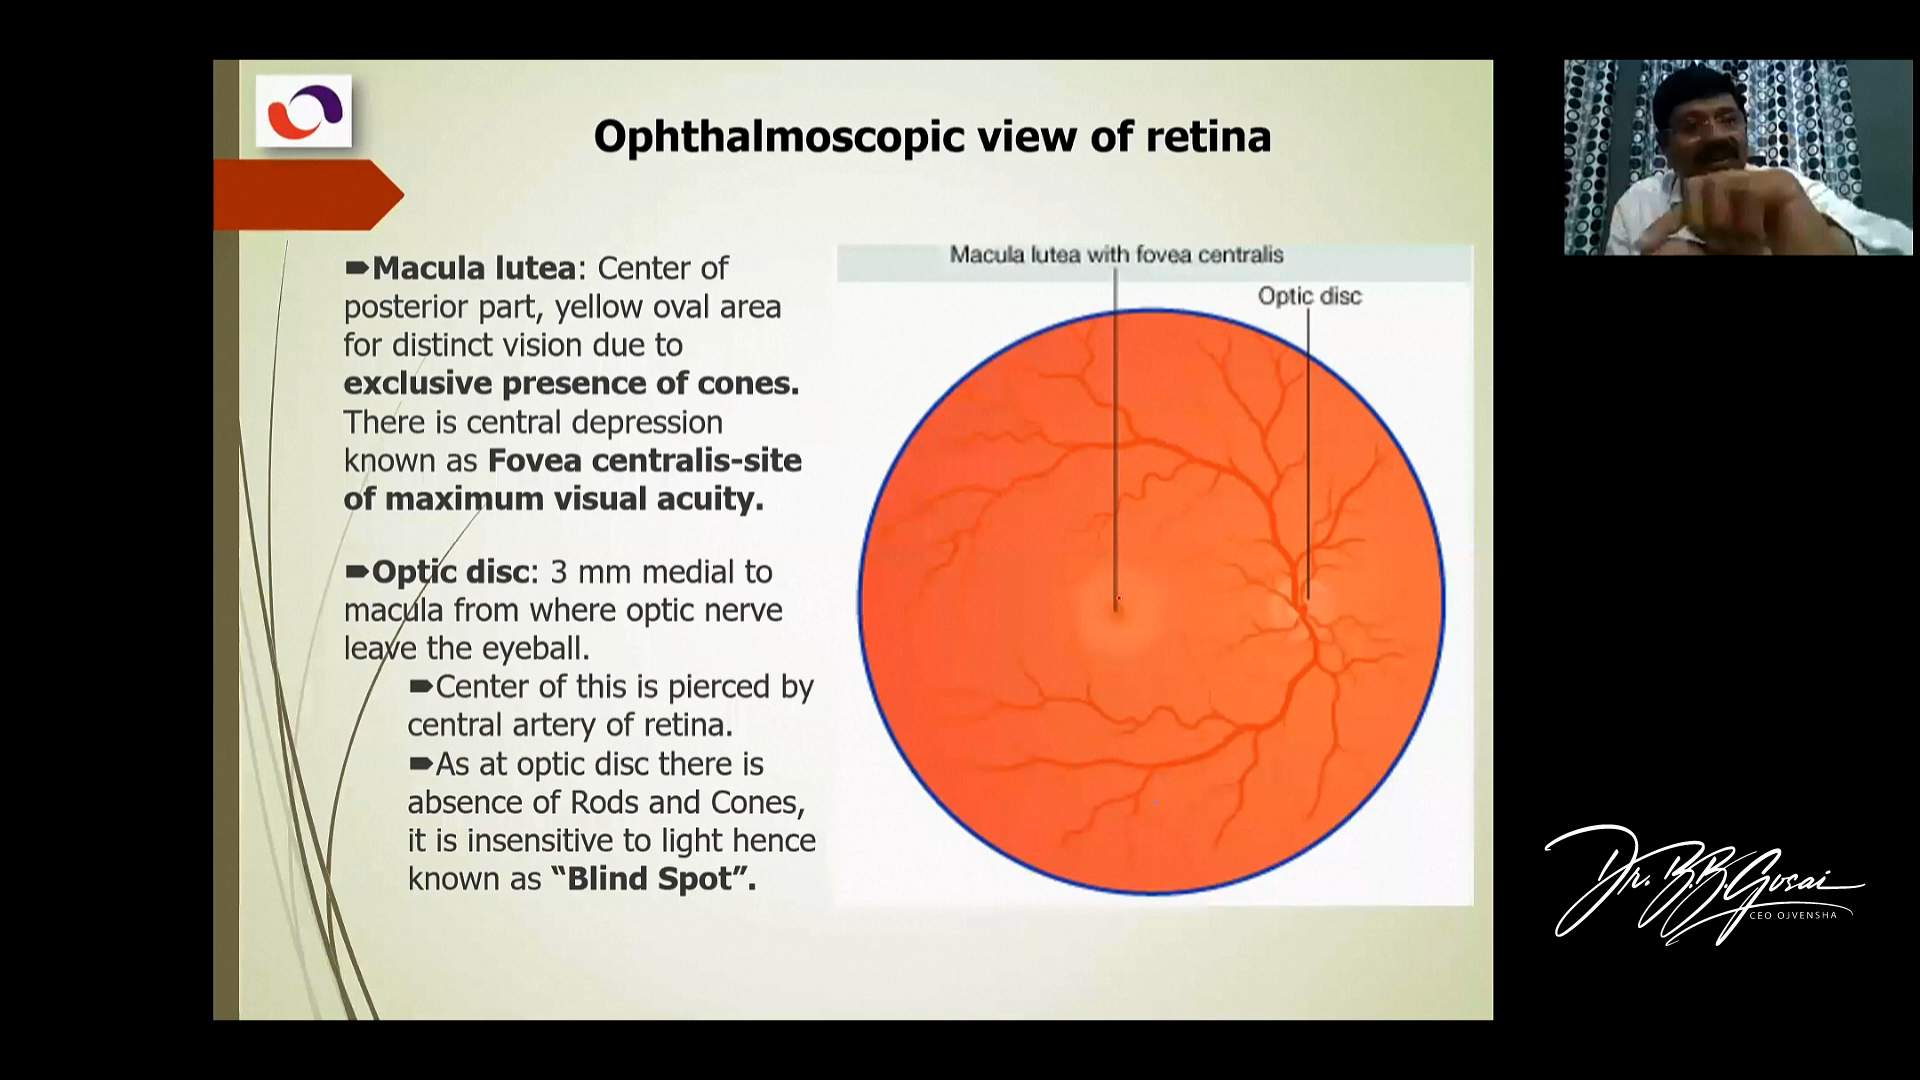 Ophthalmoscopic view of retina
Macula lutea: Center of
posterior part, yellow oval area
for distinct vision due to
exclusive presence of cones.
There is central depression
known as Fovea centralis-site
of maximum visual acuity.
Optic disc: 3 mm medial to
macula from where optic nerve
leave the eyeball.
Center of this is pierced by
central artery of retina.
As at optic disc there is
absence of Rods and Cones,
it is insensitive to light hence
known as “Blind Spot”.
Macula lutea with fovea centralis
Optic disc
Dr. B.B.Gosai
CEO OJVENSHA